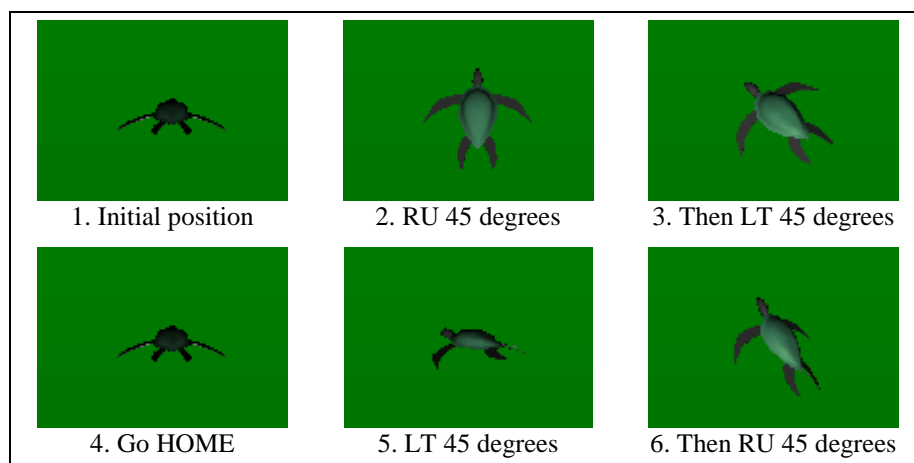 1. Initial position
2. RU 45 degrees
3. Then LT 45 degrees
4. Go HOME
5. LT 45 degrees
6. Then RU 45 degrees